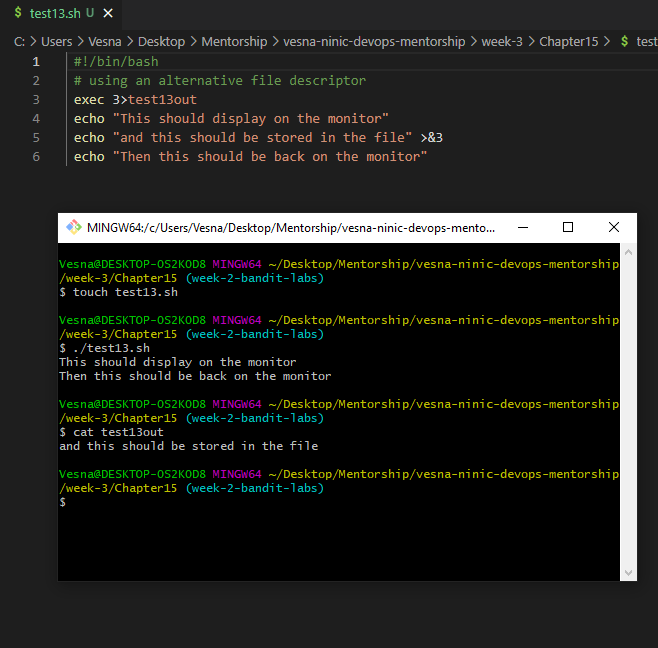 $ test13.sh U ×
C: > Users > Vesna > Desktop > Mentorship > vesna-ninic-devops-mentorship > week-3 > Chapter15 > $ test
1 #!/bin/bash
2 # using an alternative file descriptor
3 exec 3>test13out
4 echo "This should display on the monitor"
5 echo "and this should be stored in the file" >&3
6 echo "Then this should be back on the monitor"
MINGW64:/c/Users/Vesna/Desktop/Mentorship/vesna-ninic-devops-mento...
Vesna@DESKTOP-OS2KOD8 MINGW64 ~/Desktop/Mentorship/vesna-ninic-devops-mentorship
/week-3/Chapter15 (week-2-bandit-labs)
$ touch test13.sh
Vesna@DESKTOP-OS2KOD8 MINGW64 ~/Desktop/Mentorship/vesna-ninic-devops-mentorship
/week-3/Chapter15 (week-2-bandit-labs)
$ ./test13.sh
This should display on the monitor
Then this should be back on the monitor
Vesna@DESKTOP-OS2KOD8 MINGW64 ~/Desktop/Mentorship/vesna-ninic-devops-mentorship
/week-3/Chapter15 (week-2-bandit-labs)
$ cat test13out
and this should be stored in the file
Vesna@DESKTOP-OS2KOD8 MINGW64 ~/Desktop/Mentorship/vesna-ninic-devops-mentorship
/week-3/Chapter15 (week-2-bandit-labs)
$